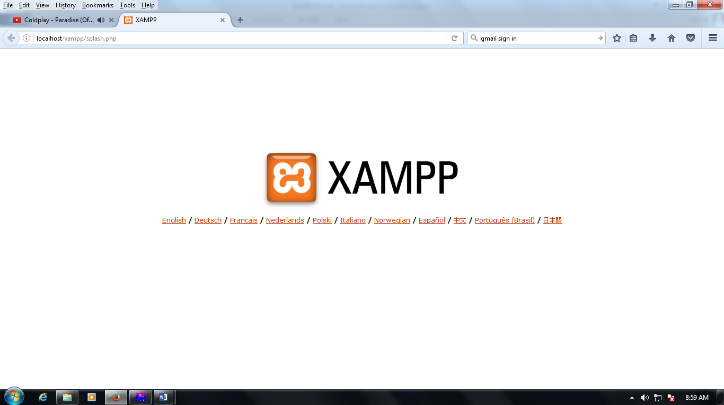 File Edit View History Bookmarks Tools Help
Coldplay - Paradise (Of... XAMPP
localhost/xampp/splash.php gmail sign in
XAMPP
English / Deutsch / Francais / Nederlands / Polski / Italiano / Norwegian / Español / 中文 / Português (Brasil) / 日本語
8:59 AM